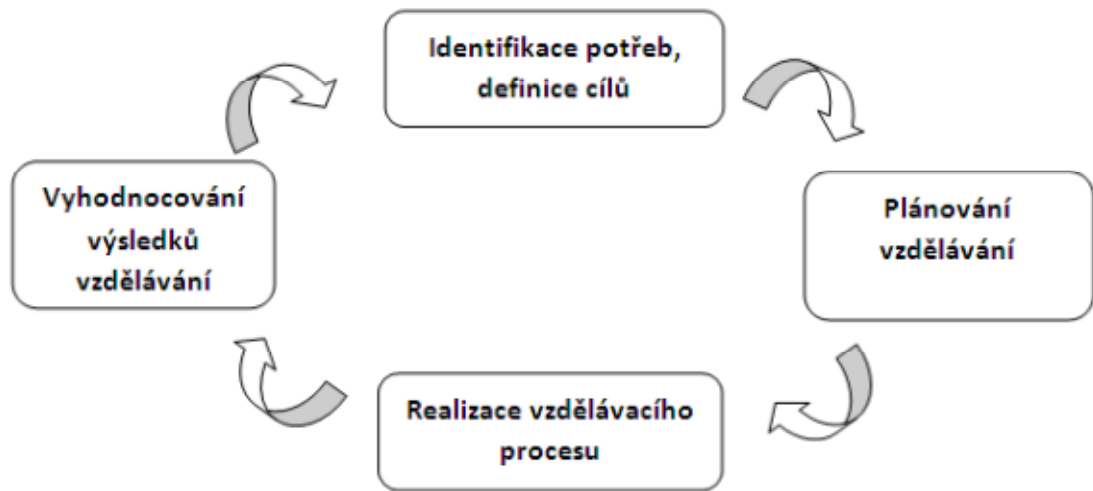 Identifikace potřeb,
definice cílů
Vyhodnocování
výsledků
vzdělávání
Plánování
vzdělávání
Realizace vzdělávacího
procesu